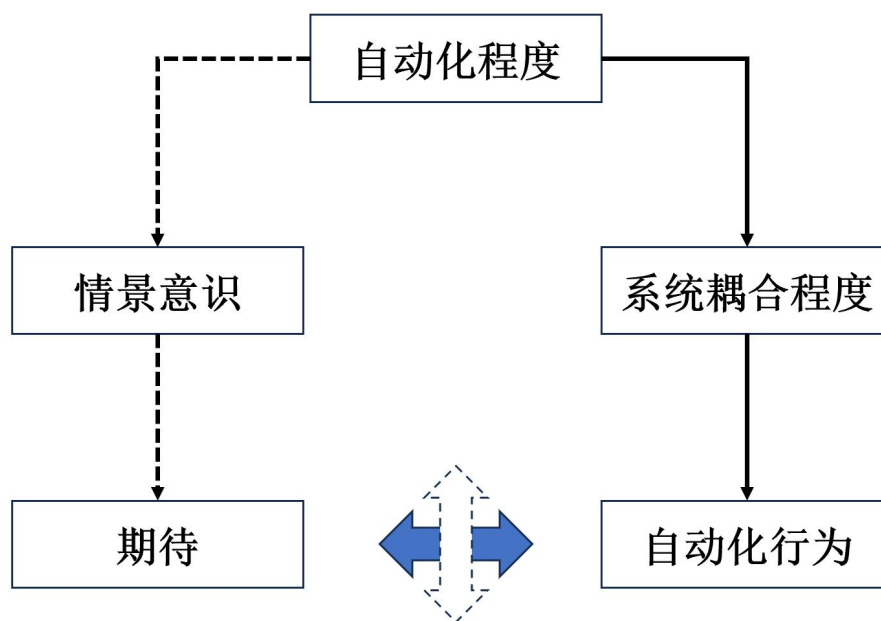 自动化程度
情景意识
系统耦合程度
期待
自动化行为